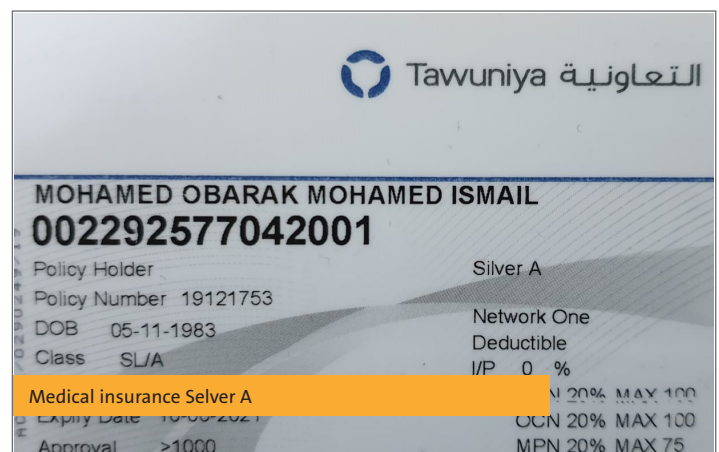 Tawuniya التعاونية
MOHAMED OBARAK MOHAMED ISMAIL
002292577042001
Policy Holder
Silver A
Policy Number 19121753
Network One
DOB 05-11-1983
Deductible
Class SL/A
I/P 0 %
Medical insurance Selver A
N 20% MAX 100
Expiry Date
OCN 20% MAX 100
Approval >1000
MPN 20% MAX 75